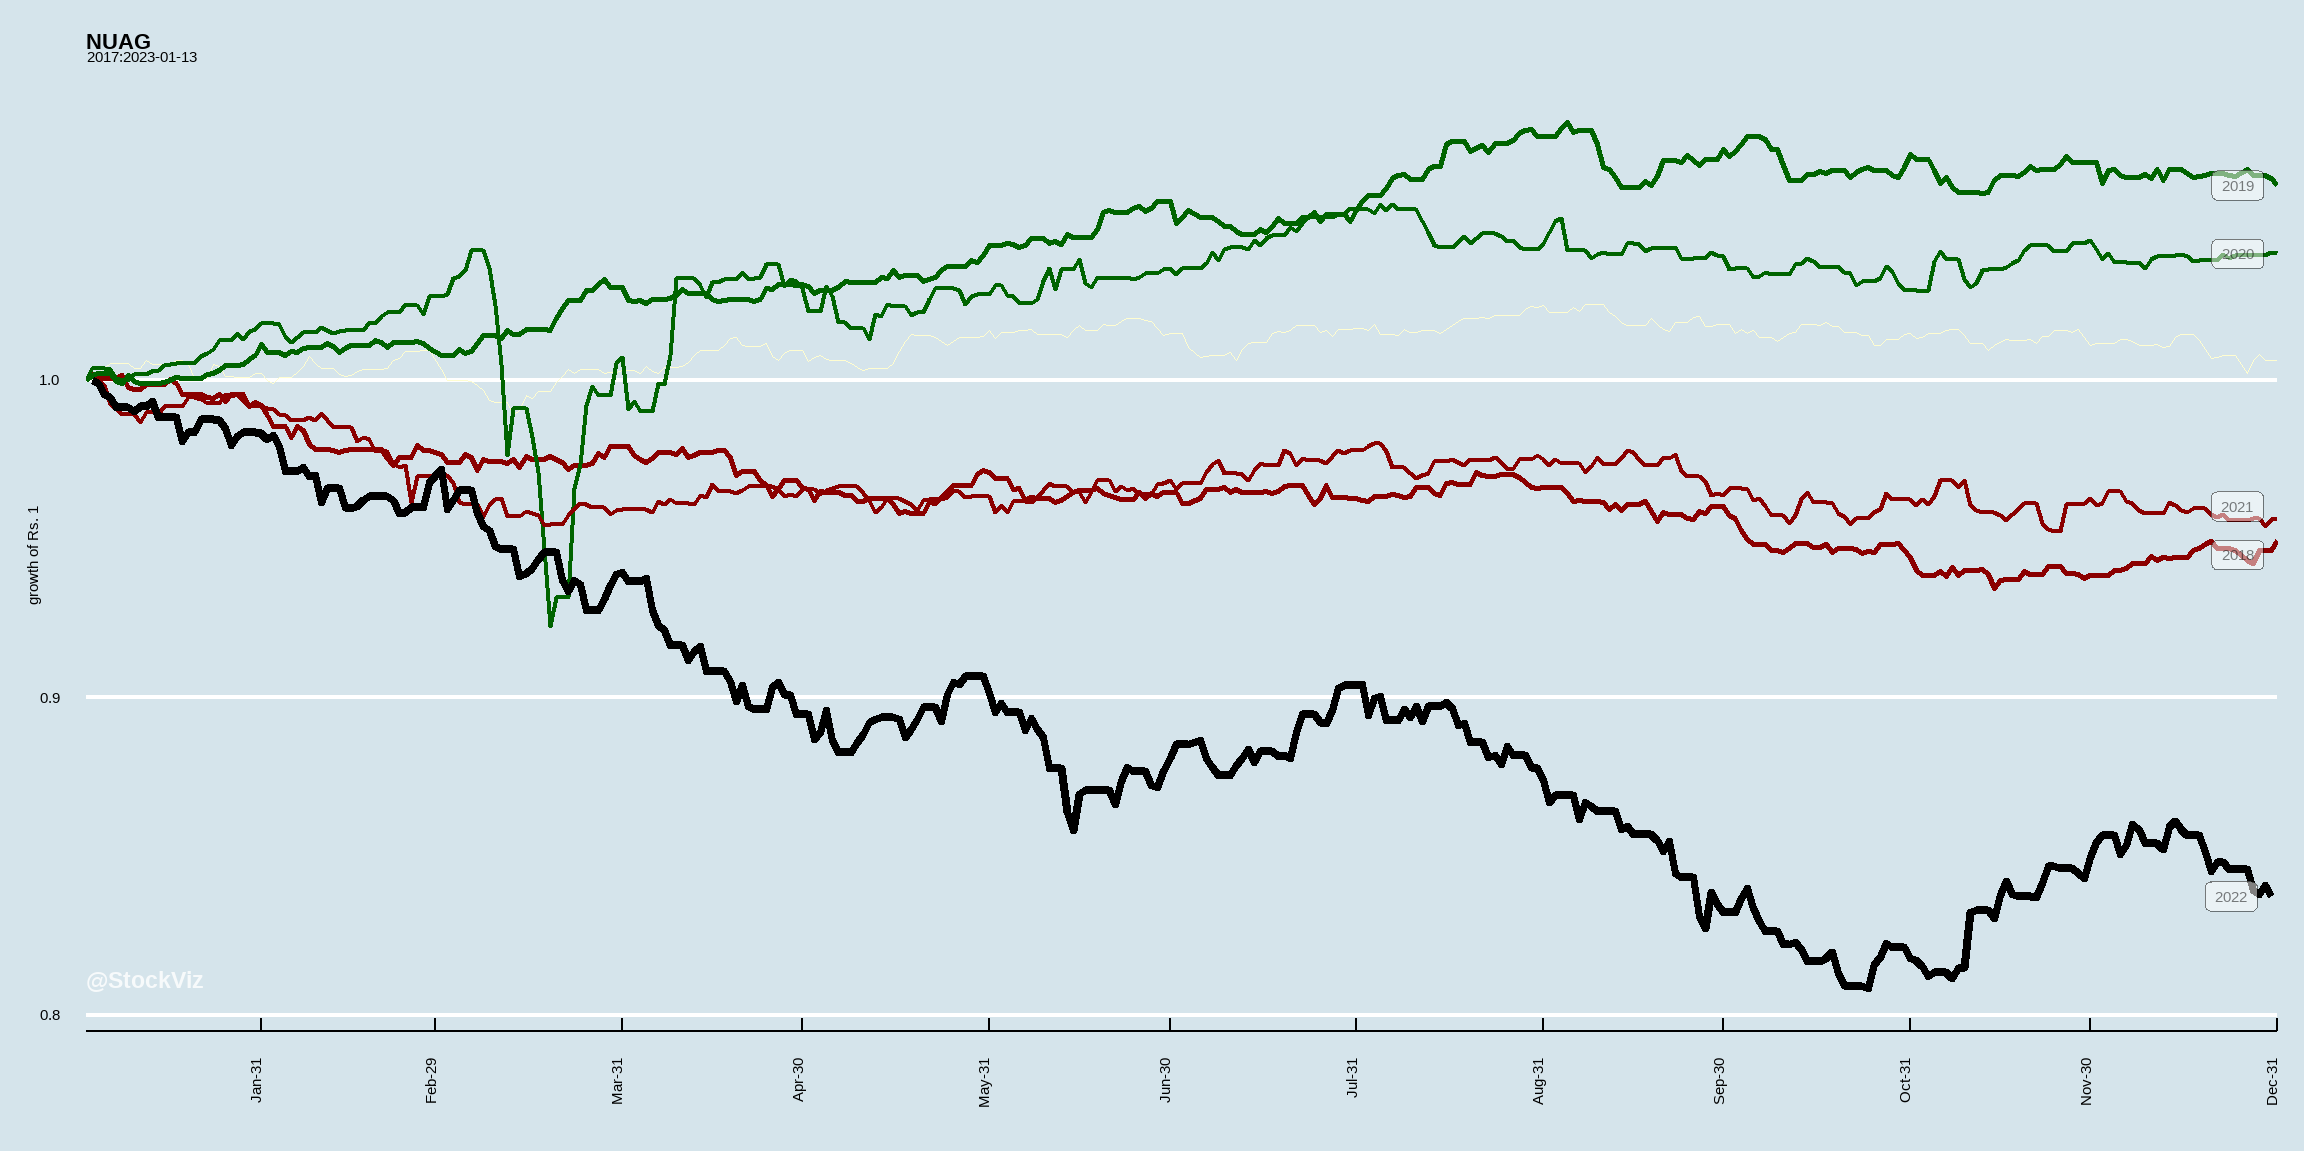 NUAG
2017:2023-01-13
1.0
0.9
0.8
growth of Rs. 1
2019
2020
2021
2018
2022
@StockViz
Jan-31
Feb-29
Mar-31
Apr-30
May-31
Jun-30
Jul-31
Aug-31
Sep-30
Oct-31
Nov-30
Dec-31